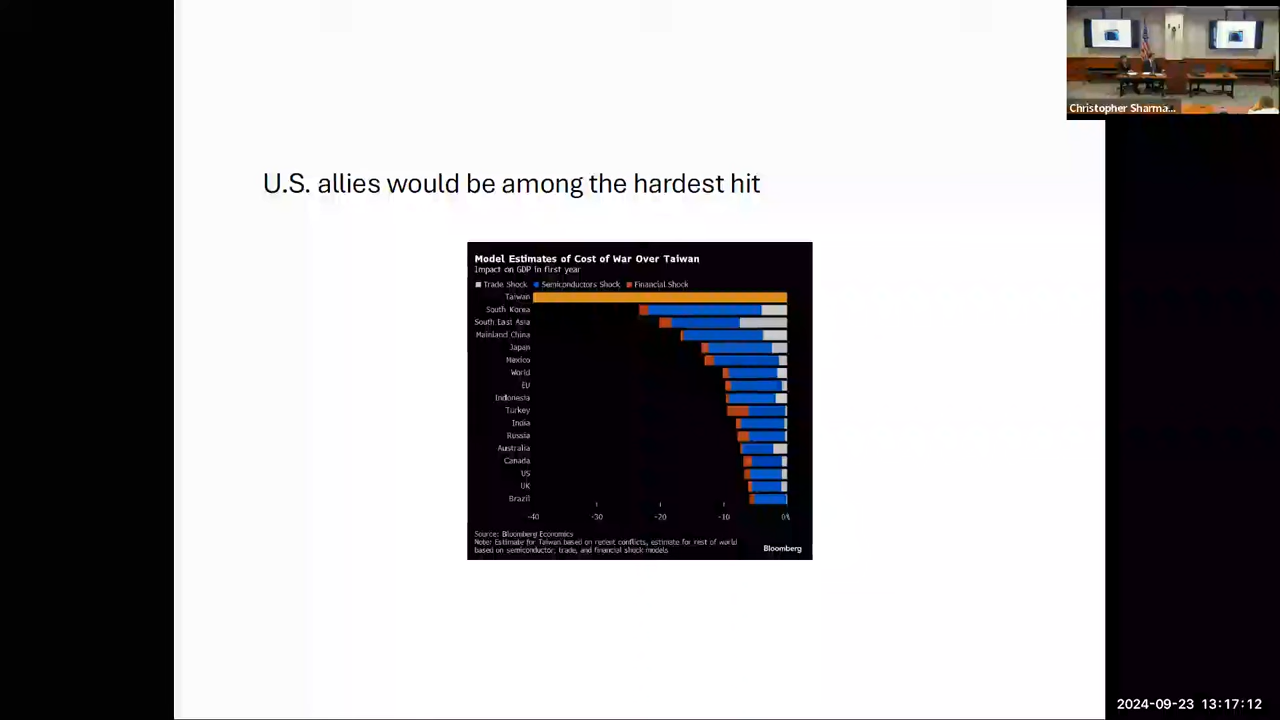 Christopher Sharma...
U.S. allies would be among the hardest hit
Model Estimates of Cost of War Over Taiwan
Impact on GDP in first year
Trade Shock Semiconductors Shock Financial Shock
Taiwan
South Korea
South East Asia
Mainland China
Japan
Mexico
World
EU
Indonesia
Turkey
India
Russia
Australia
Canada
US
UK
Brazil
-40 -30 -20 -10 0%
Source: Bloomberg Economics
Note: Estimate for Taiwan based on recent conflicts, estimate for rest of world
based on semiconductor, trade, and financial shock models
Bloomberg
2024-09-23 13:17:12